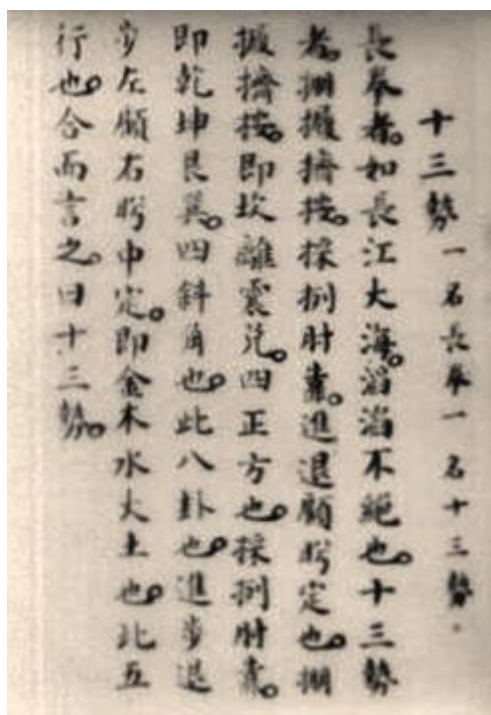 十三勢 一名長拳一名十三勢。
長拳者。如長江大海。滔滔不絕也。十三勢
者。掤攦擠按。採挒肘靠。進退顧盼定也。掤
攦擠按。即坎離震兌。四正方也。採挒肘靠。
即乾坤艮巽。四斜角也。此八卦也。進步退
步左顧右盼中定。即金木水火土也。此五
行也。合而言之。曰十三勢。